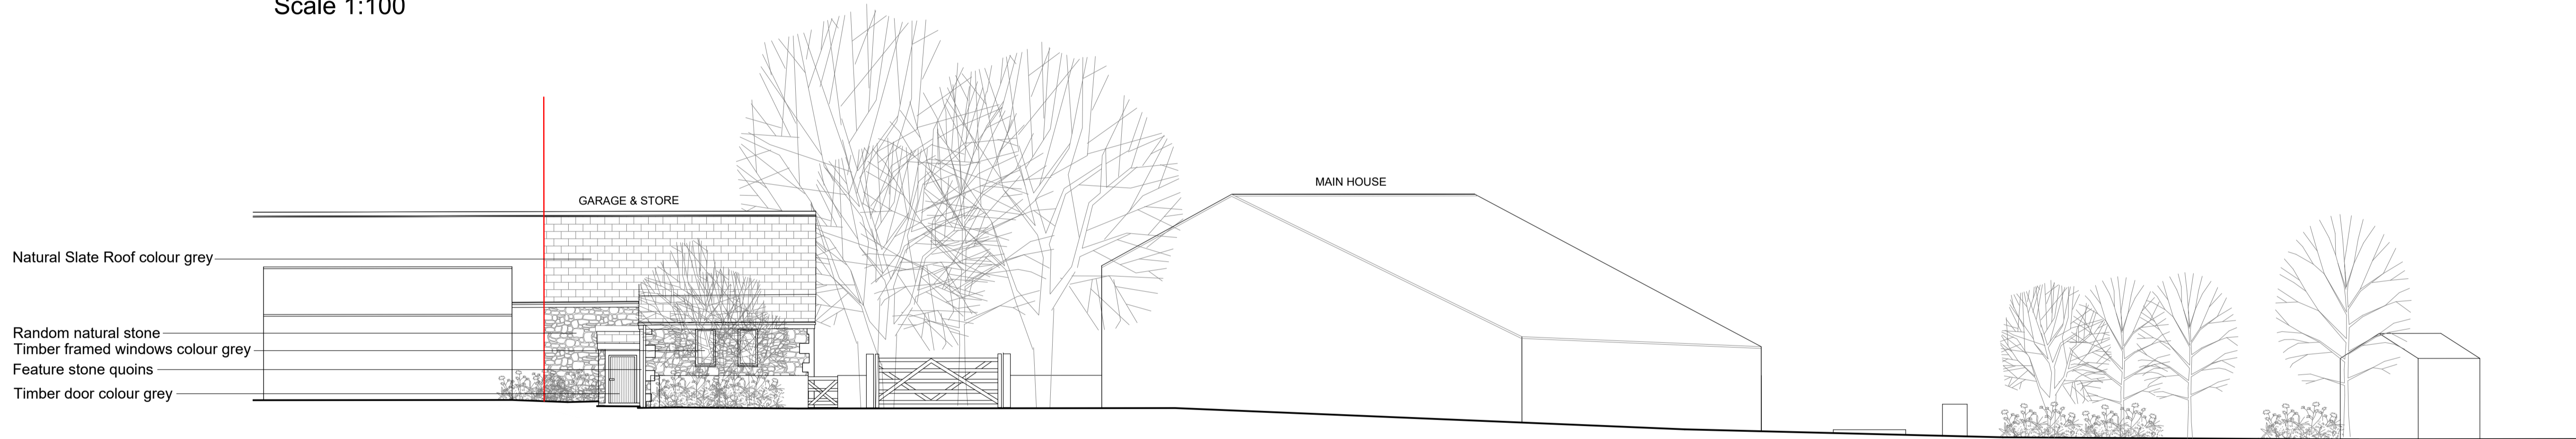 Scale 1:100
GARAGE & STORE
MAIN HOUSE
Natural Slate Roof colour grey
Random natural stone
Timber framed windows colour grey
Feature stone quoins
Timber door colour grey